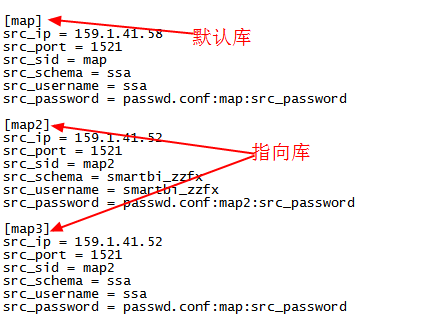 [map]
src_ip = 159.1.41.58
默认库
src_port = 1521
src_sid = map
src_schema = ssa
src_username = ssa
src_password = passwd.conf:map:src_password
[map2]
src_ip = 159.1.41.52
指向库
src_port = 1521
src_sid = map2
src_schema = smartbi_zzfx
src_username = smartbi_zzfx
src_password = passwd.conf:map2:src_password
[map3]
src_ip = 159.1.41.52
src_port = 1521
src_sid = map2
src_schema = ssa
src_username = ssa
src_password = passwd.conf:map:src_password